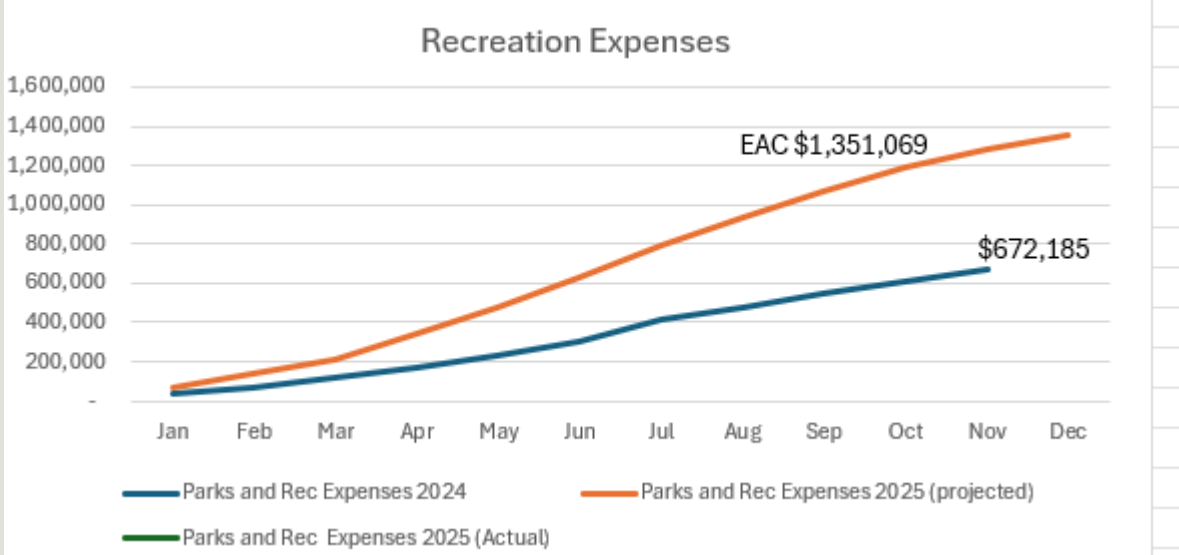 Recreation Expenses
1,600,000
1,400,000
EAC $1,351,069
1,200,000
1,000,000
800,000
$672,185
600,000
400,000
200,000
-
Jan Feb Mar Apr May Jun Jul Aug Sep Oct Nov Dec
Parks and Rec Expenses 2024 Parks and Rec Expenses 2025 (projected)
Parks and Rec  Expenses 2025 (Actual)